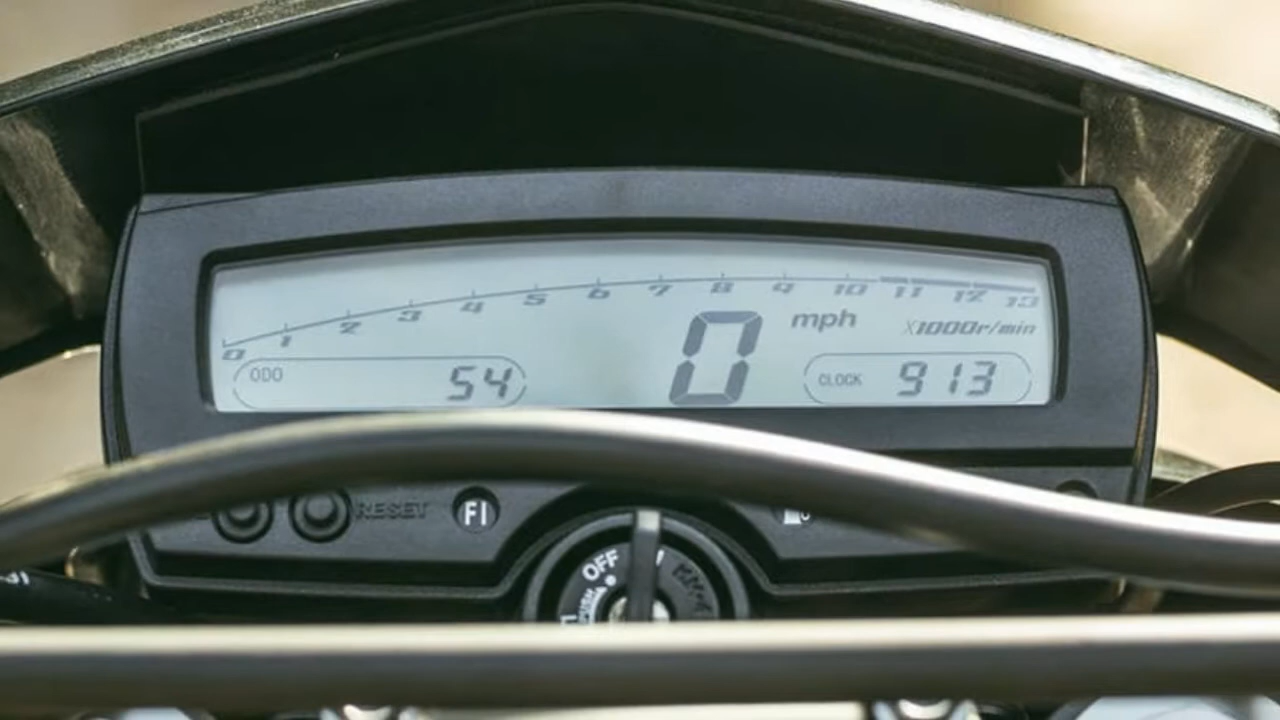 0 1 2 3 4 5 6 7 8 9 10 11 12 13
0 mph X1000r/min
ODO 54 CLOCK 913
RESET FI
OFF
PUSH